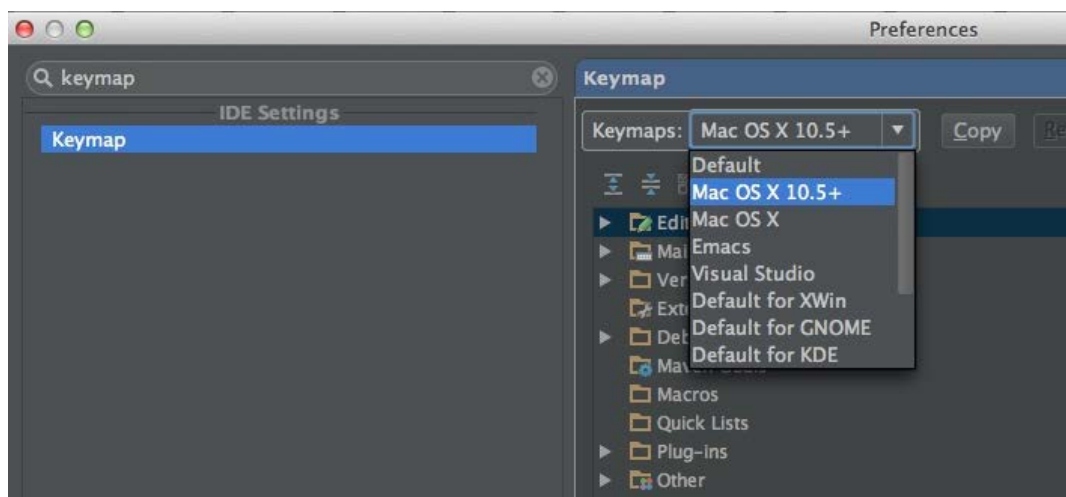 Preferences
keymap
IDE Settings
Keymap
Keymap
Keymaps: Mac OS X 10.5+ Copy
Default
Mac OS X 10.5+
Mac OS X
Emacs
Visual Studio
Default for XWin
Default for GNOME
Default for KDE
Macros
Quick Lists
Plug-ins
Other